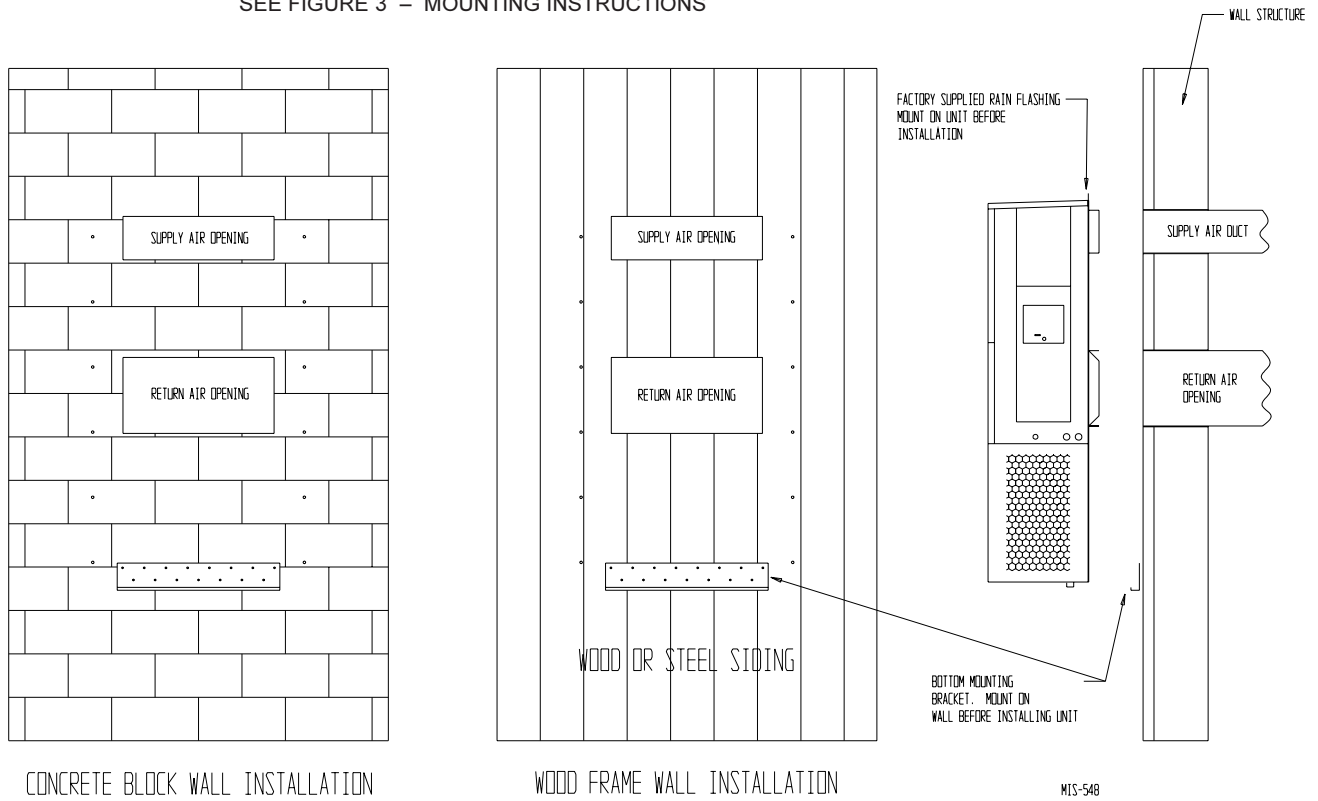 SEE FIGURE 3 – MOUNTING INSTRUCTIONS
WALL STRUCTURE
FACTORY SUPPLIED RAIN FLASHING
MOUNT ON UNIT BEFORE
INSTALLATION
SUPPLY AIR OPENING
SUPPLY AIR OPENING
SUPPLY AIR DUCT
RETURN AIR OPENING
RETURN AIR OPENING
RETURN AIR
OPENING
WOOD OR STEEL SIDING
BOTTOM MOUNTING
BRACKET. MOUNT ON
WALL BEFORE INSTALLING UNIT
CONCRETE BLOCK WALL INSTALLATION
WOOD FRAME WALL INSTALLATION
MIS-548